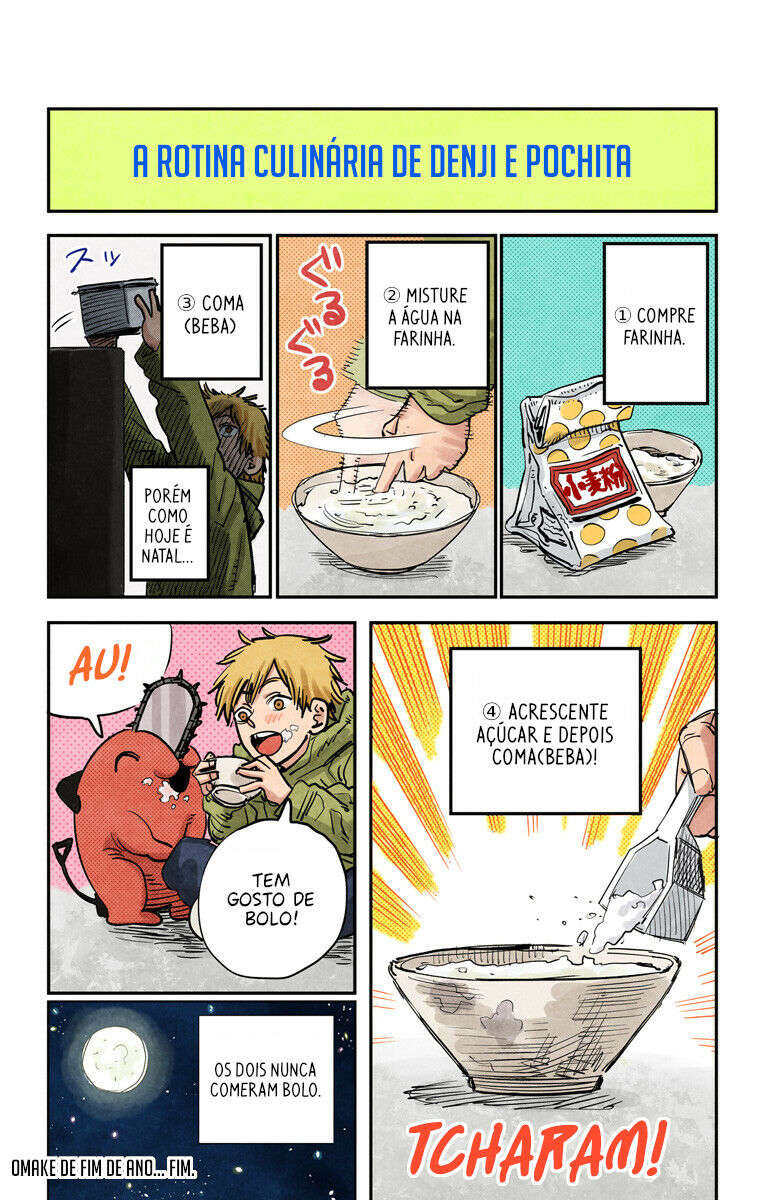 A ROTINA CULINÁRIA DE DENJI E POCHITA
① COMPRE
FARINHA.
小麦粉
② MISTURE
A ÁGUA NA
FARINHA.
ぐるぐる
③ COMA
(BEBA)
スッ
PORÉM
COMO
HOJE É
NATAL...
④ ACRESCENTE
AÇÚCAR E DEPOIS
COMA(BEBA)!
TCHARAM!
AU!
TEM
GOSTO DE
BOLO!
OS DOIS NUNCA
COMERAM BOLO.
OMAKE DE FIM DE ANO... FIM.